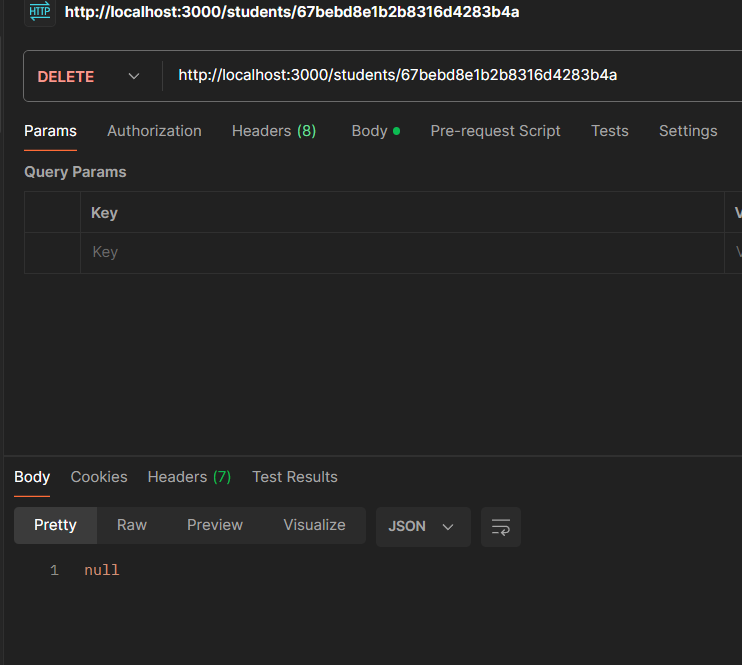 HTTP http://localhost:3000/students/67bebd8e1b2b8316d4283b4a
DELETE http://localhost:3000/students/67bebd8e1b2b8316d4283b4a
Params Authorization Headers (8) Body Pre-request Script Tests Settings
Query Params
Key V
Key V
Body Cookies Headers (7) Test Results
Pretty Raw Preview Visualize JSON
1 null